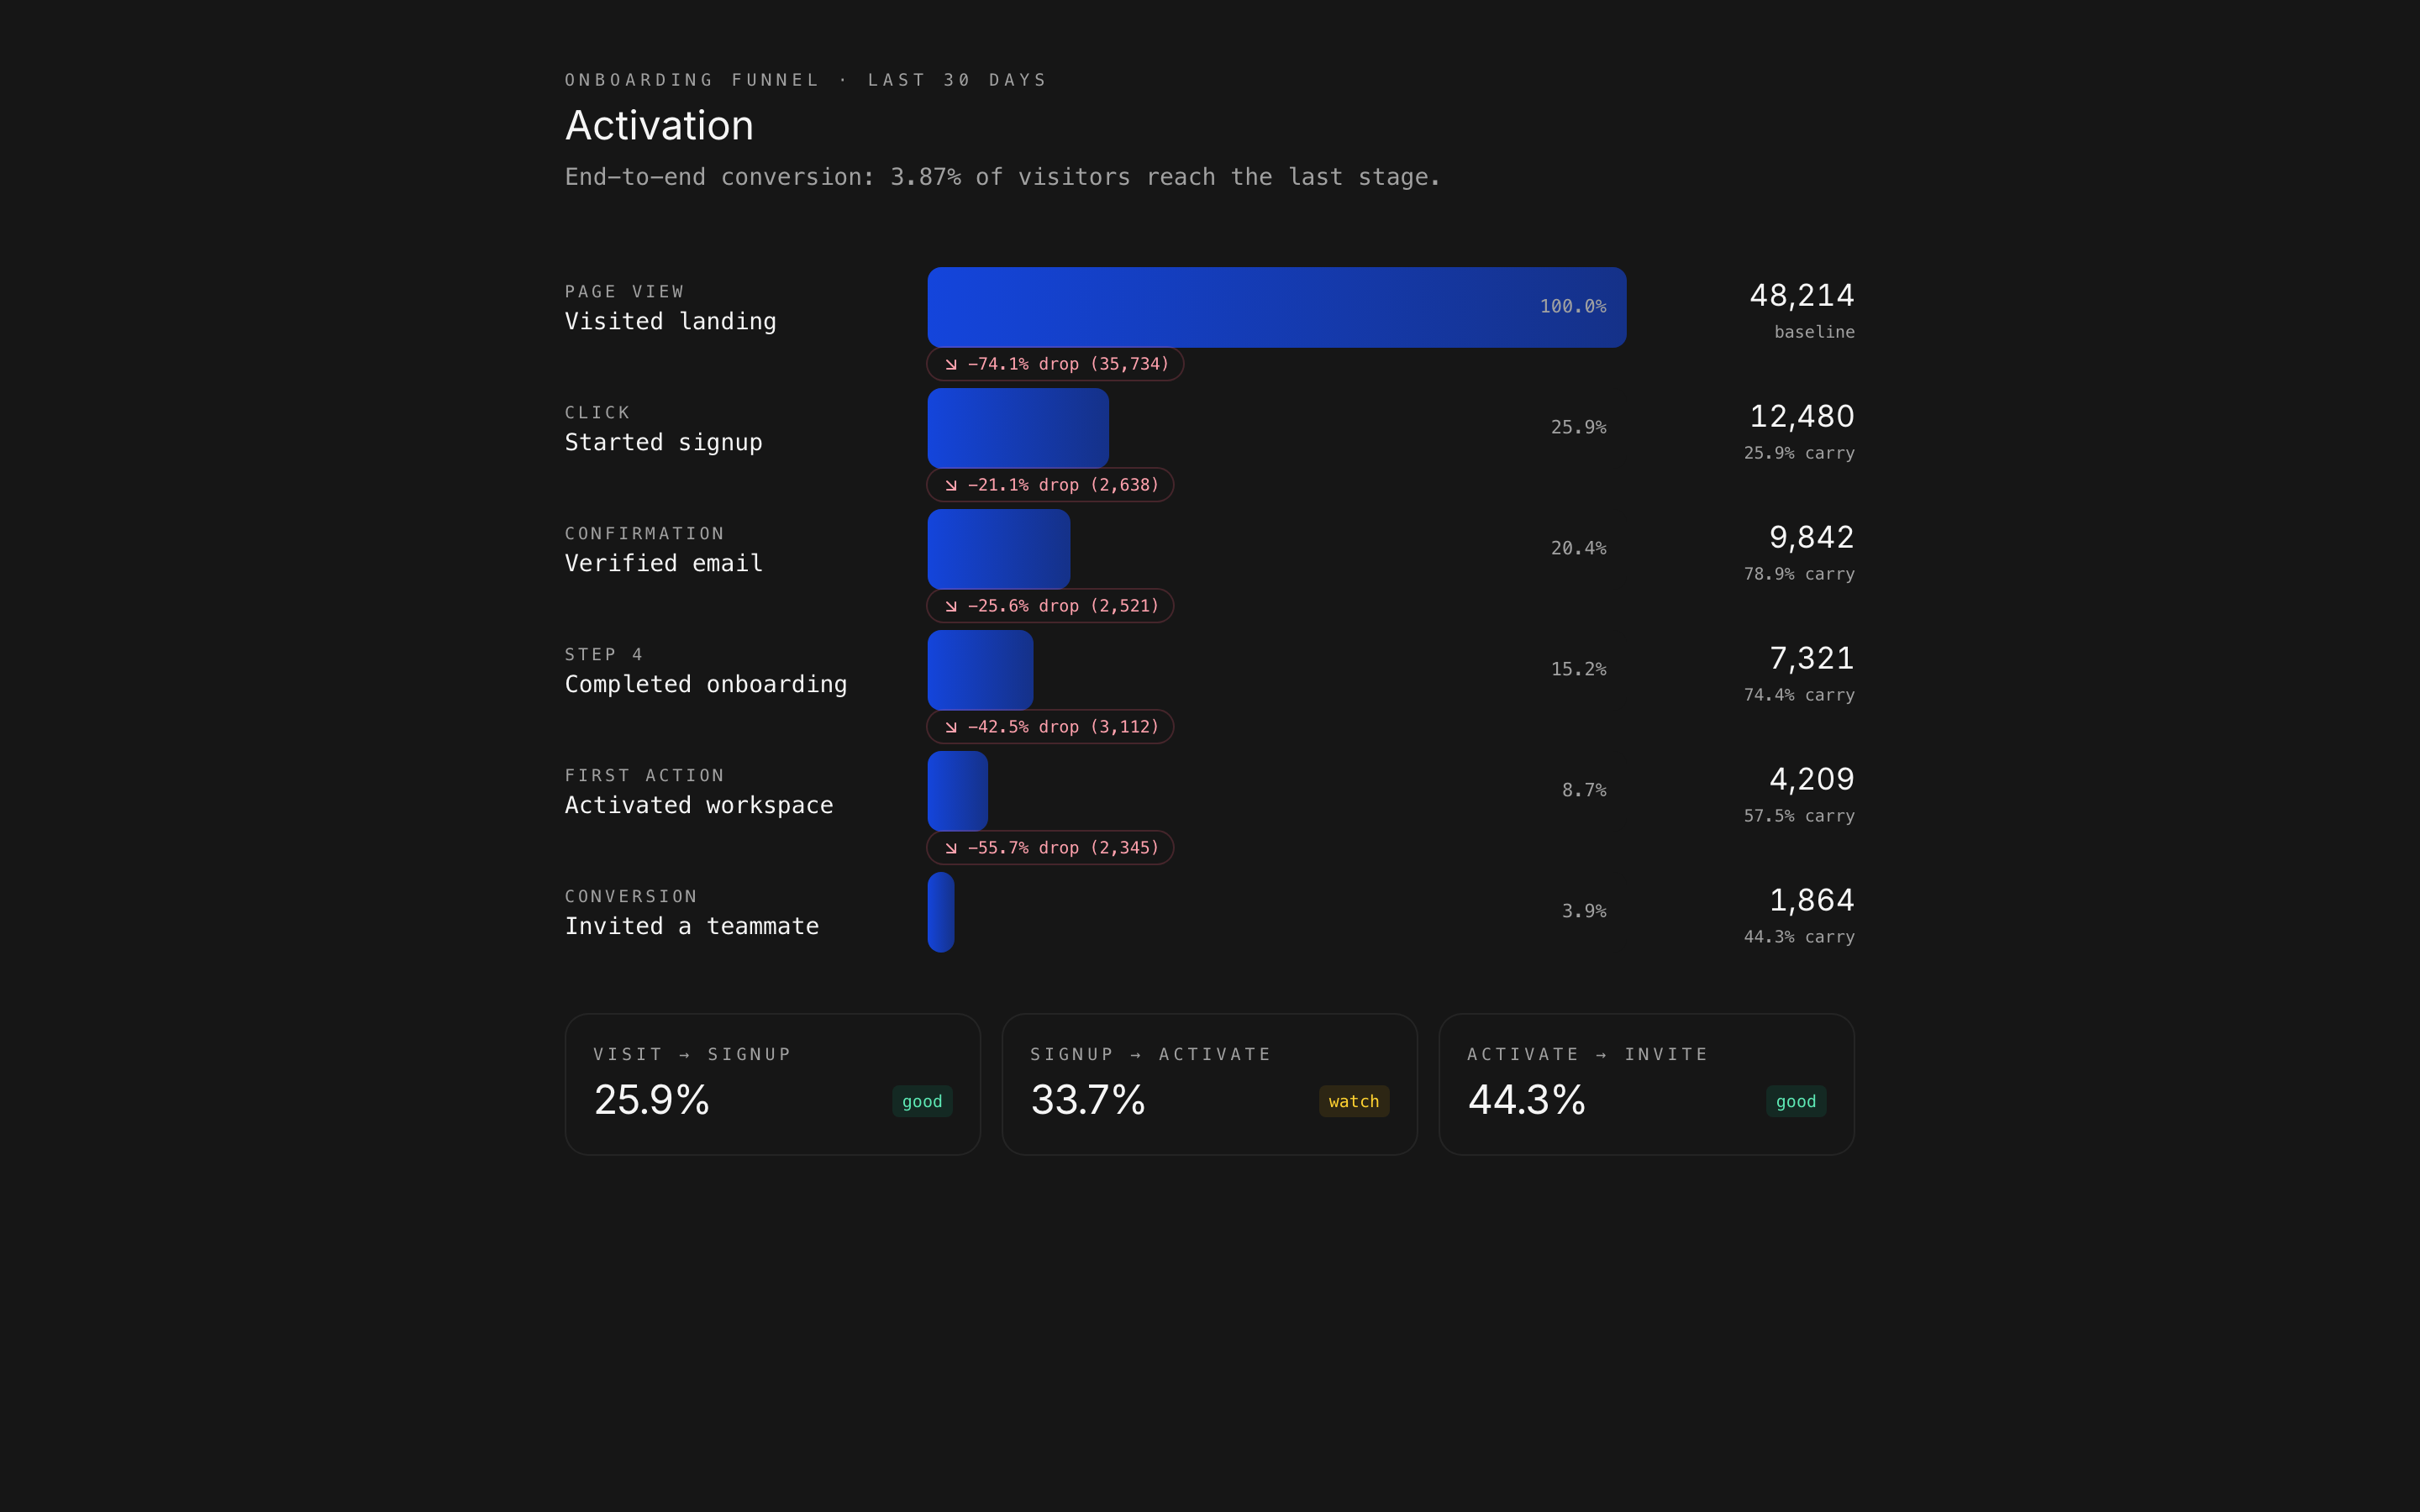 ONBOARDING FUNNEL · LAST 30 DAYS
Activation
End-to-end conversion: 3.87% of visitors reach the last stage.
PAGE VIEW
Visited landing
100.0%
48,214
baseline
↘ -74.1% drop (35,734)
CLICK
Started signup
25.9%
12,480
25.9% carry
↘ -21.1% drop (2,638)
CONFIRMATION
Verified email
20.4%
9,842
78.9% carry
↘ -25.6% drop (2,521)
STEP 4
Completed onboarding
15.2%
7,321
74.4% carry
↘ -42.5% drop (3,112)
FIRST ACTION
Activated workspace
8.7%
4,209
57.5% carry
↘ -55.7% drop (2,345)
CONVERSION
Invited a teammate
3.9%
1,864
44.3% carry
VISIT → SIGNUP
25.9%
good
SIGNUP → ACTIVATE
33.7%
watch
ACTIVATE → INVITE
44.3%
good